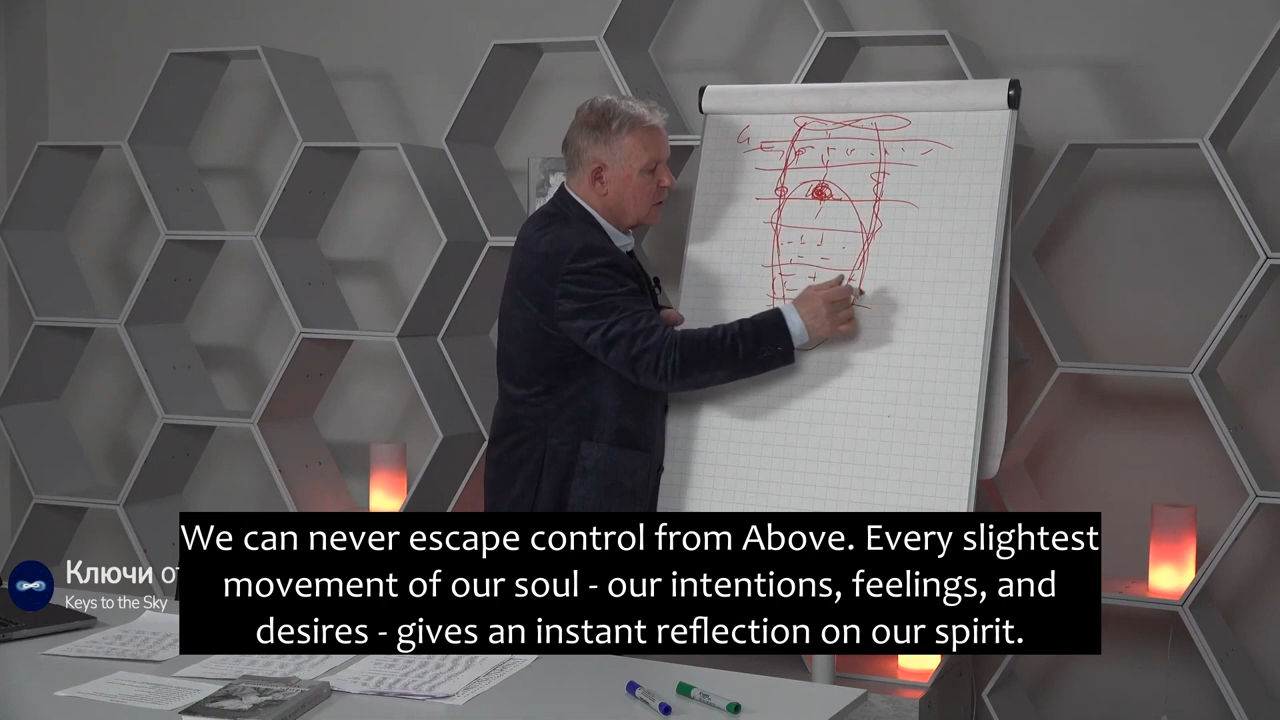 Ключи о
Keys to the Sky
We can never escape control from Above. Every slightest
movement of our soul - our intentions, feelings, and
desires - gives an instant reflection on our spirit.